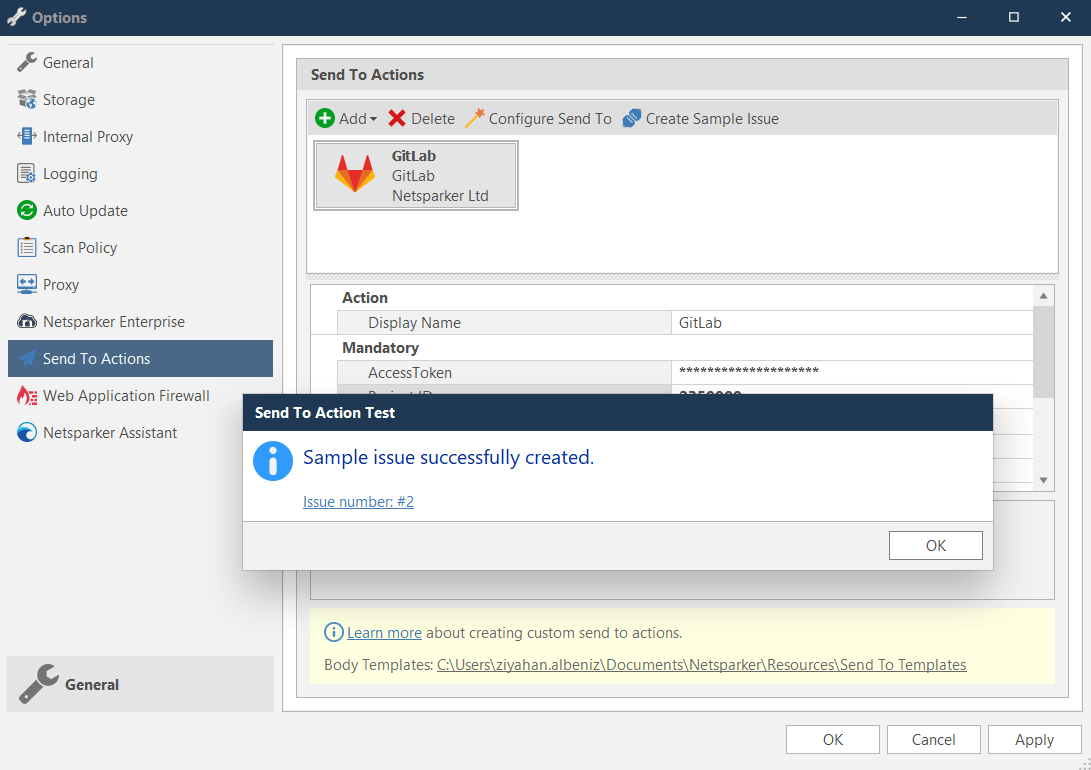 Options
General
Storage
Internal Proxy
Logging
Auto Update
Scan Policy
Proxy
Netsparker Enterprise
Send To Actions
Web Application Firewall
Netsparker Assistant
General
Send To Actions
Add Delete Configure Send To Create Sample Issue
GitLab
GitLab
Netsparker Ltd
Action
Display Name GitLab
Mandatory
AccessToken ********************
Send To Action Test
Sample issue successfully created.
Issue number: #2
OK
Learn more about creating custom send to actions.
Body Templates: C:\Users\ziyahan.albeniz\Documents\Netsparker\Resources\Send To Templates
OK Cancel Apply